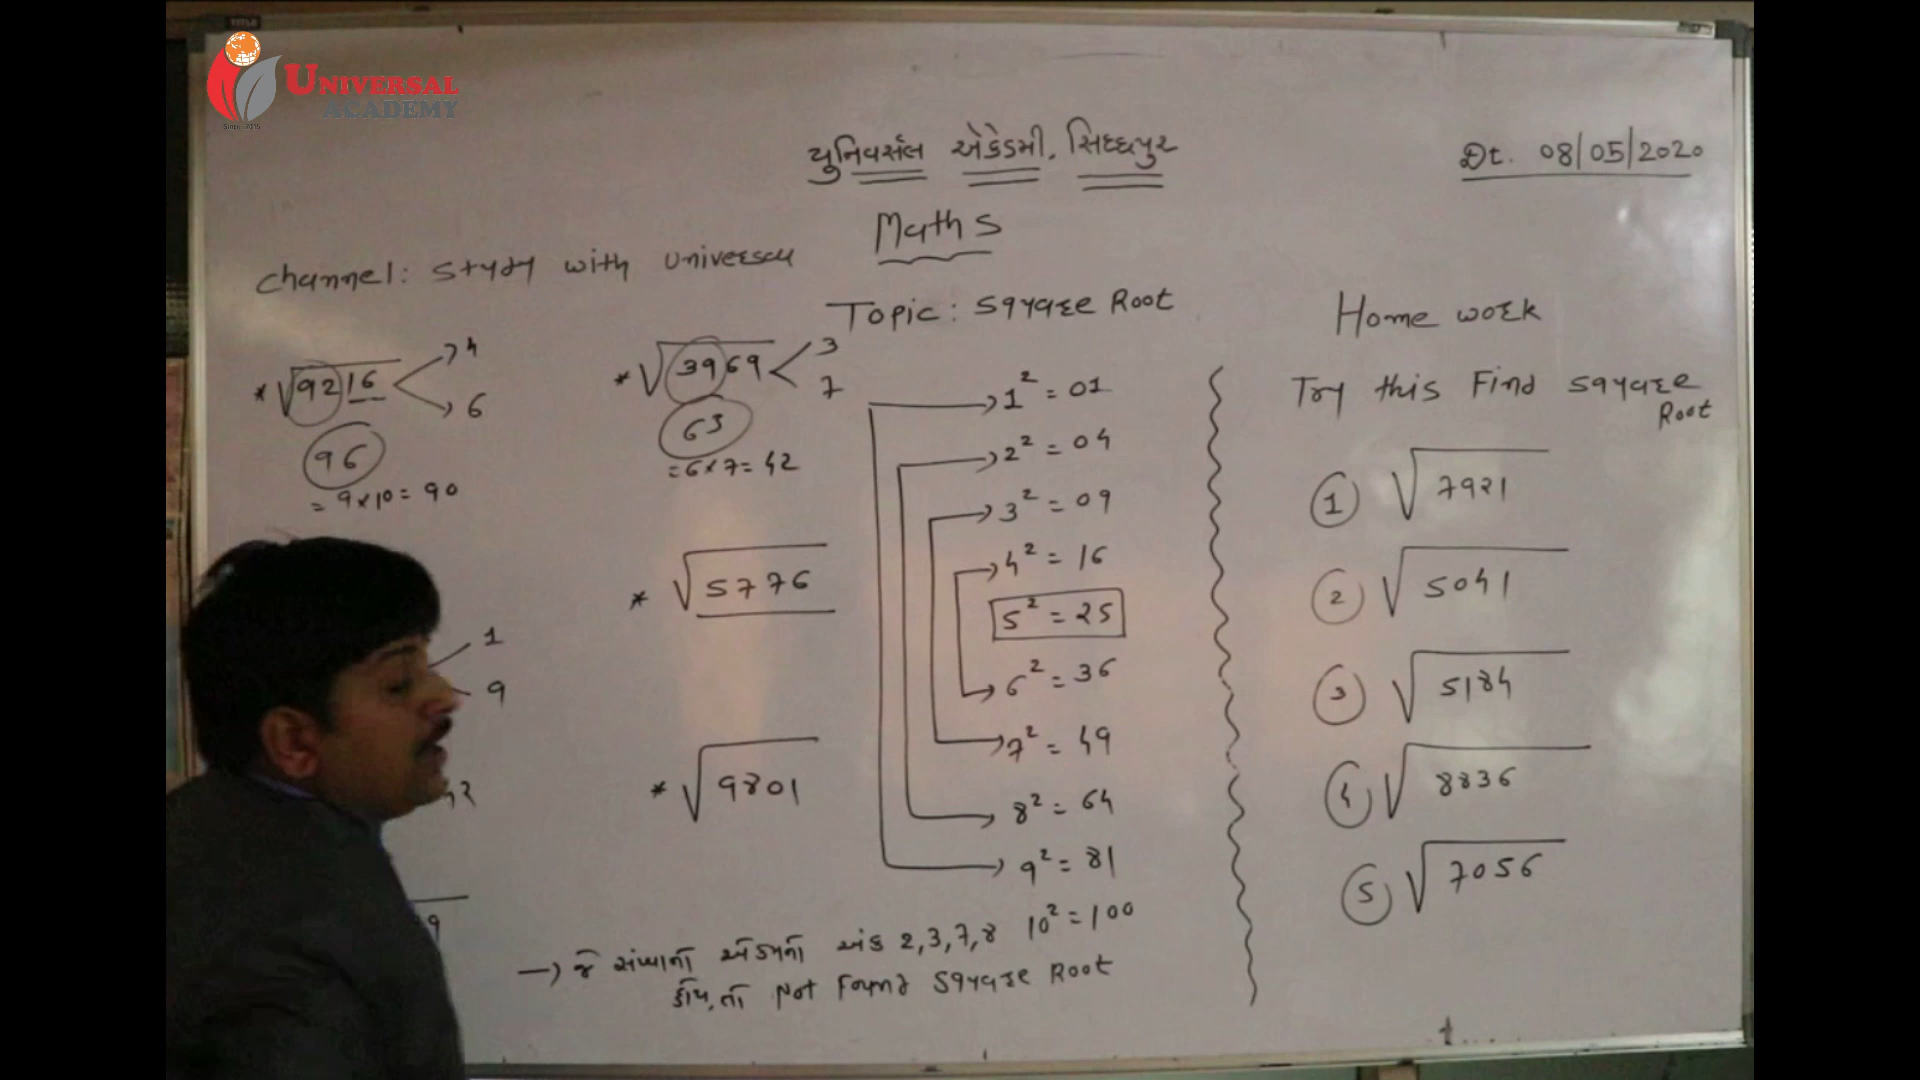 UNIVERSAL
ACADEMY
યુનિવર્સલ એકેડમી, સિદ્ધપુર
Dt. 08/05/2020
Maths
Channel: Study with Universal
Topic: Square Root
* √9216
4
6
96
= 9×10 = 90
1
9
42
* √3969
3
7
63
= 6×7 = 42
* √5776
* √9801
1² = 01
2² = 04
3² = 09
4² = 16
5² = 25
6² = 36
7² = 49
8² = 64
9² = 81
10² = 100
→ જે સંખ્યાનો એકમનો અંક 2,3,7,8
હોય, તો Not Found Square Root
Home work
Try this Find Square
Root
1 √7921
2 √5041
3 √5184
4 √8836
5 √7056